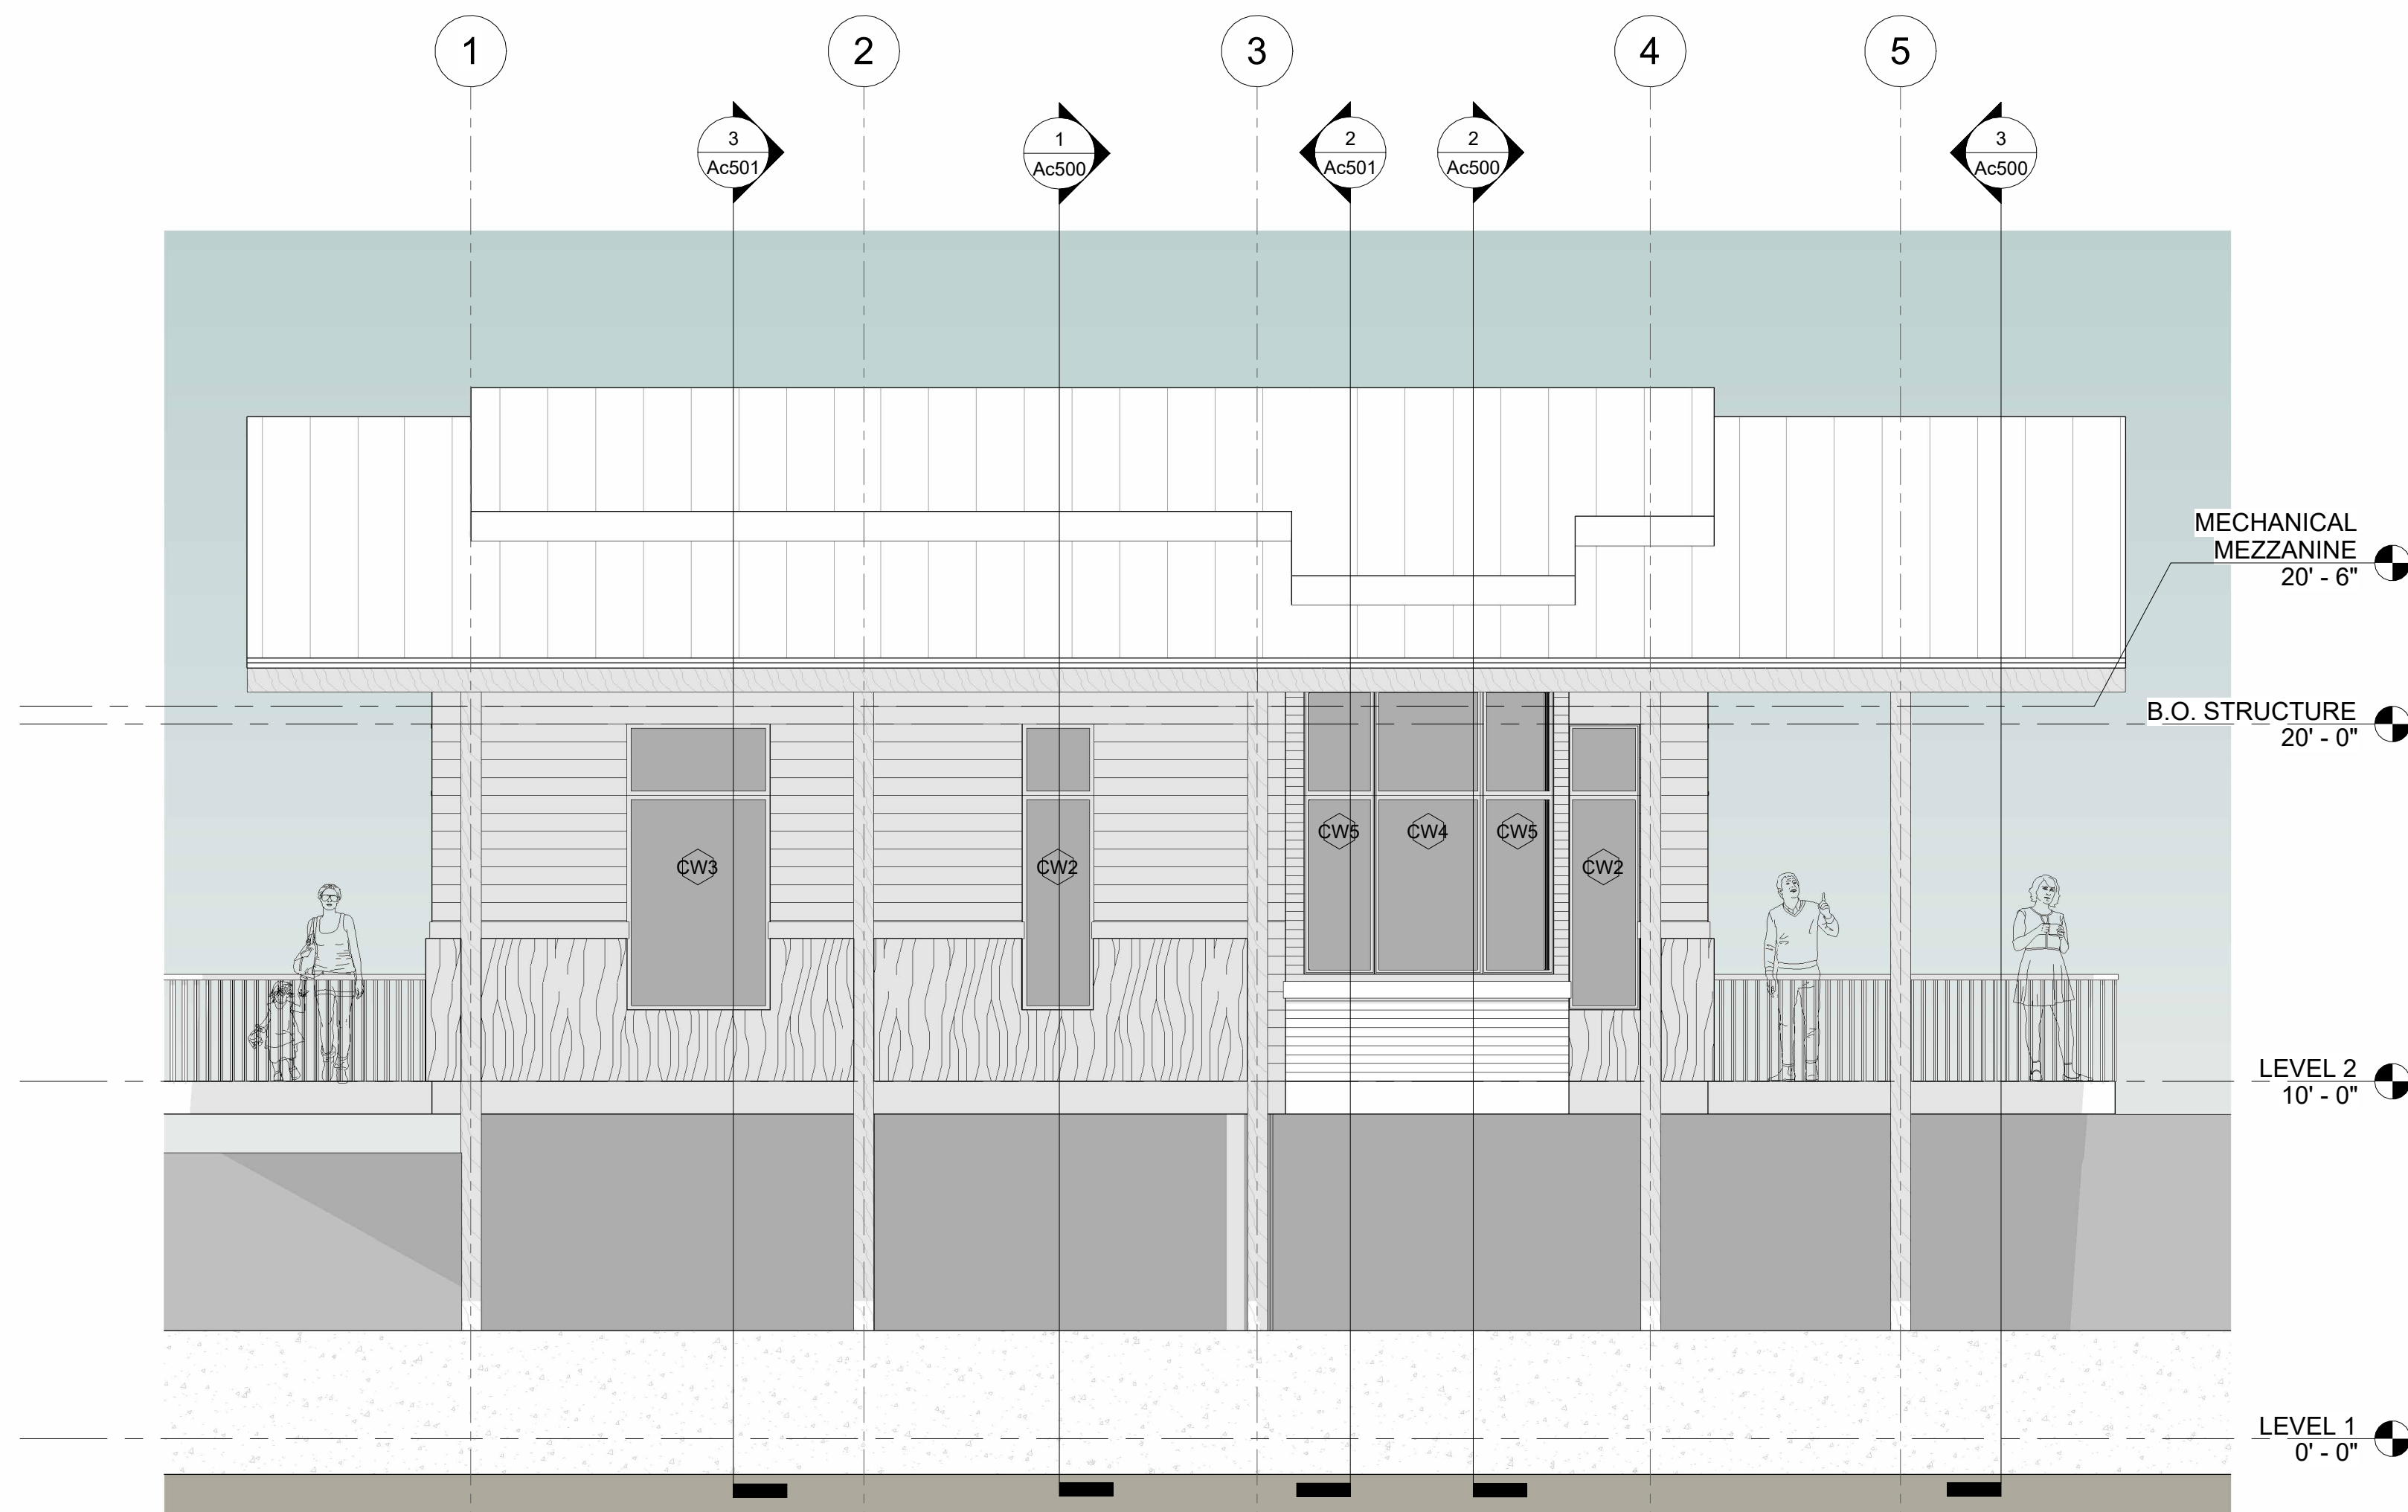 1 2 3 4 5
3 1 2 2 3
Ac501 Ac500 Ac501 Ac500 Ac500
MECHANICAL
MEZZANINE
20' - 6"
B.O. STRUCTURE
20' - 0"
CW5 CW4 CW5
CW3 CW2 CW2
LEVEL 2
10' - 0"
LEVEL 1
0' - 0"